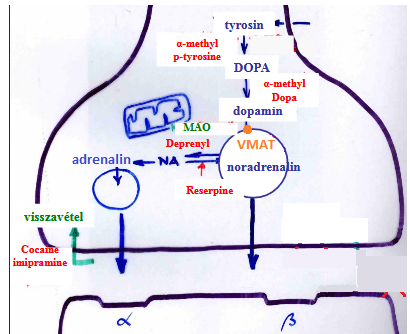 tyrosin
α-methyl
p-tyrosine
DOPA
α-methyl
Dopa
dopamin
MAO
VMAT
Deprenyl
adrenalin
NA
noradrenalin
Reserpine
visszavétel
Cocaine
imipramine
α
β